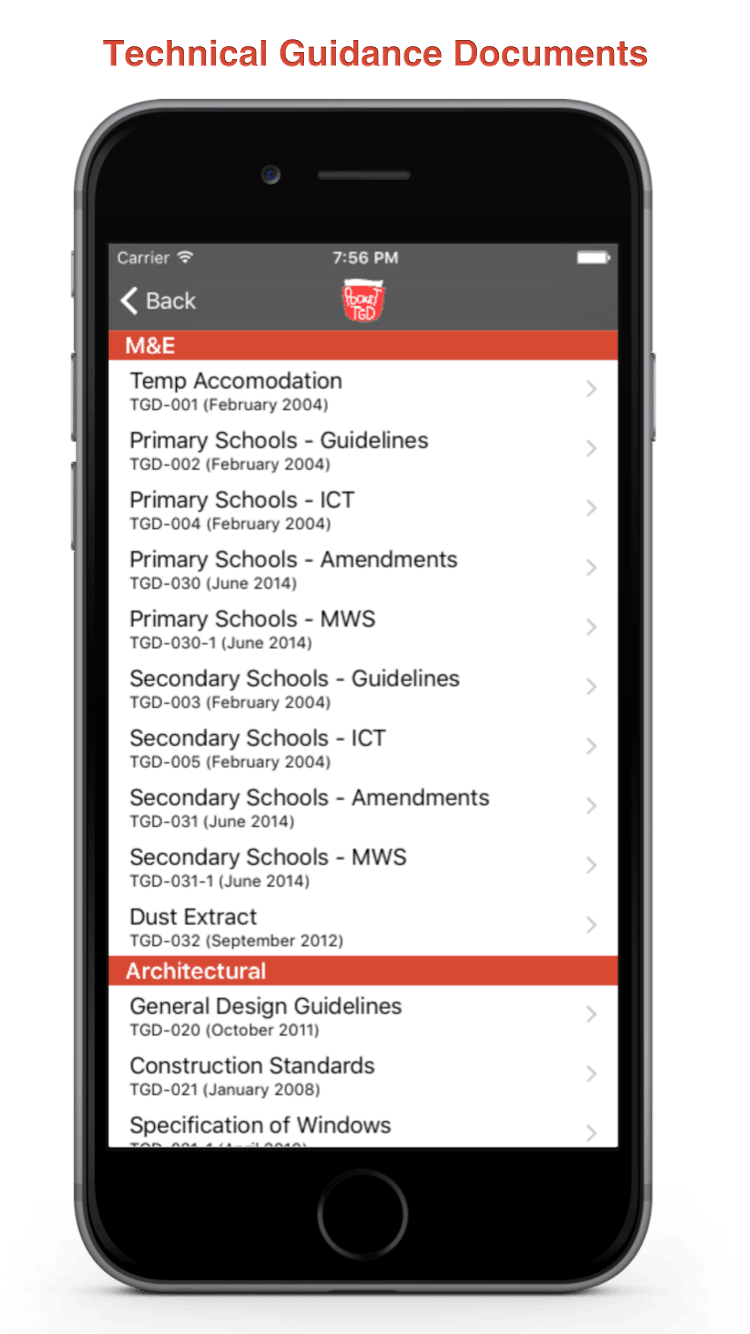 Technical Guidance Documents
Carrier 7:56 PM
Back
Pocket
TGD
M&E
Temp Accomodation
TGD-001 (February 2004)
Primary Schools - Guidelines
TGD-002 (February 2004)
Primary Schools - ICT
TGD-004 (February 2004)
Primary Schools - Amendments
TGD-030 (June 2014)
Primary Schools - MWS
TGD-030-1 (June 2014)
Secondary Schools - Guidelines
TGD-003 (February 2004)
Secondary Schools - ICT
TGD-005 (February 2004)
Secondary Schools - Amendments
TGD-031 (June 2014)
Secondary Schools - MWS
TGD-031-1 (June 2014)
Dust Extract
TGD-032 (September 2012)
Architectural
General Design Guidelines
TGD-020 (October 2011)
Construction Standards
TGD-021 (January 2008)
Specification of Windows